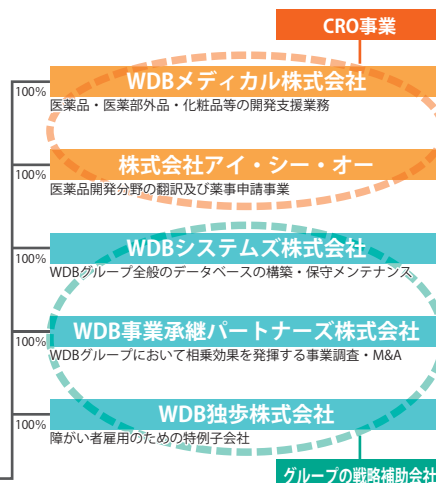 CRO事業
100%
WDBメディカル株式会社
医薬品・医薬部外品・化粧品等の開発支援業務
100%
株式会社アイ・シー・オー
医薬品開発分野の翻訳及び薬事申請事業
100%
WDBシステムズ株式会社
WDBグループ全般のデータベースの構築・保守メンテナンス
100%
WDB事業承継パートナーズ株式会社
WDBグループにおいて相乗効果を発揮する事業調査・M&A
100%
WDB独歩株式会社
障がい者雇用のための特例子会社
グループの戦略補助会社